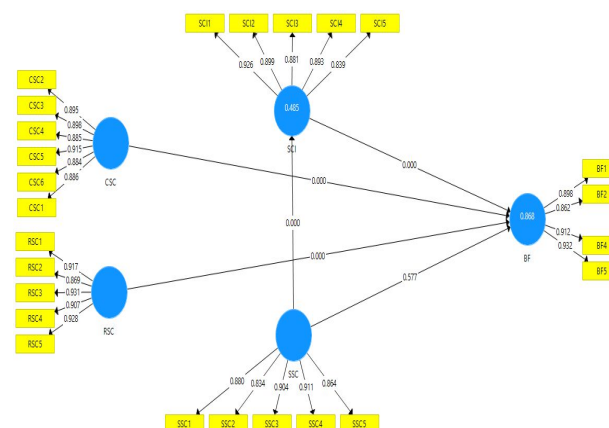 SCI1 SCI2 SCI3 SCI4 SCI5
0.926 0.899 0.881 0.893 0.839
0.485
SCI
CSC2
CSC3
CSC4
CSC5
CSC6
CSC1
0.895
0.898
0.885
0.915
0.884
0.886
CSC
0.000
0.000
BF1
BF2
BF4
BF5
0.898
0.862
0.912
0.932
0.868
BF
0.000
RSC1
RSC2
RSC3
RSC4
RSC5
0.917
0.869
0.931
0.907
0.928
RSC
0.000
0.577
SSC
0.880 0.834 0.904 0.911 0.864
SSC1 SSC2 SSC3 SSC4 SSC5